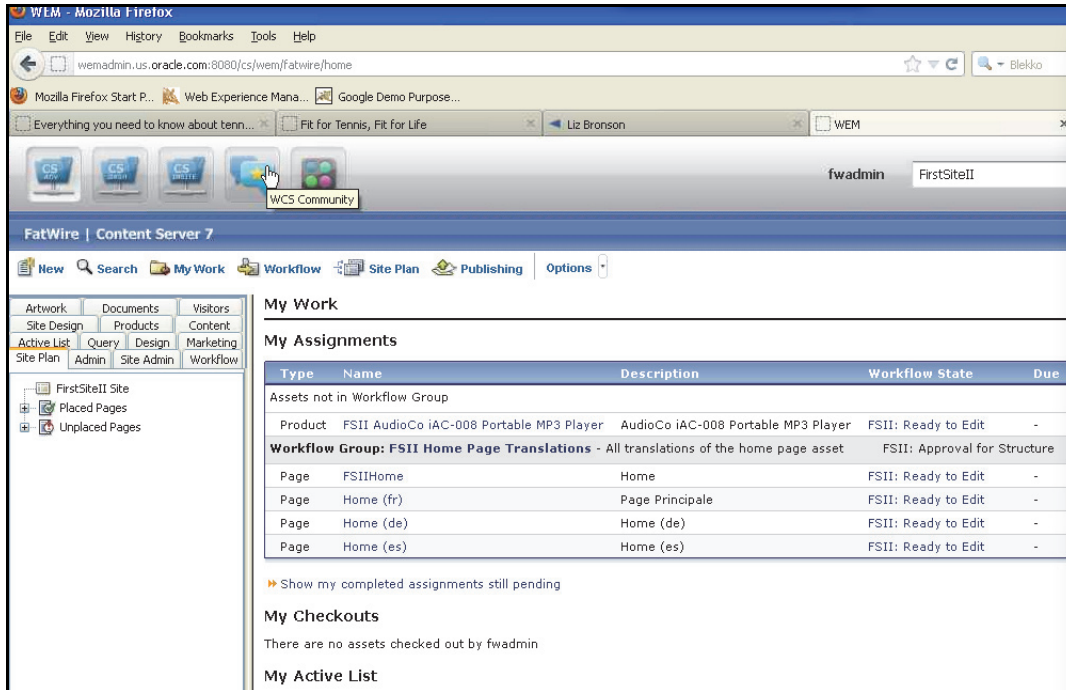 WEM - Mozilla Firefox
File Edit View History Bookmarks Tools Help
wemadmin.us.oracle.com:8080/cs/wem/fatwire/home
Blekko
Mozilla Firefox Start P... Web Experience Mana... Google Demo Purpose...
Everything you need to know about tenn... Fit for Tennis, Fit for Life Liz Bronson WEM
CS CS CS
ADV DASH INSITE
fwadmin FirstSiteII
WCS Community
FatWire | Content Server 7
New Search My Work Workflow Site Plan Publishing Options
Artwork Documents Visitors
Site Design Products Content
Active List Query Design Marketing
Site Plan Admin Site Admin Workflow
FirstSiteII Site
Placed Pages
Unplaced Pages
My Work
My Assignments
Type Name Description Workflow State Due
Assets not in Workflow Group
Product FSII AudioCo iAC-008 Portable MP3 Player AudioCo iAC-008 Portable MP3 Player FSII: Ready to Edit -
Workflow Group: FSII Home Page Translations - All translations of the home page asset FSII: Approval for Structure
Page FSIIHome Home FSII: Ready to Edit -
Page Home (fr) Page Principale FSII: Ready to Edit -
Page Home (de) Home (de) FSII: Ready to Edit -
Page Home (es) Home (es) FSII: Ready to Edit -
Show my completed assignments still pending
My Checkouts
There are no assets checked out by fwadmin
My Active List